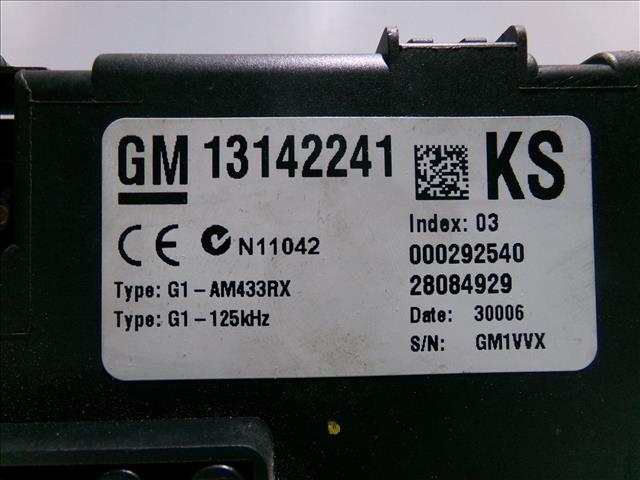 GM 13142241 KS
CE N11042
Type: G1-AM433RX
Type: G1-125kHz
Index: 03
000292540
28084929
Date: 30006
S/N: GM1VVX